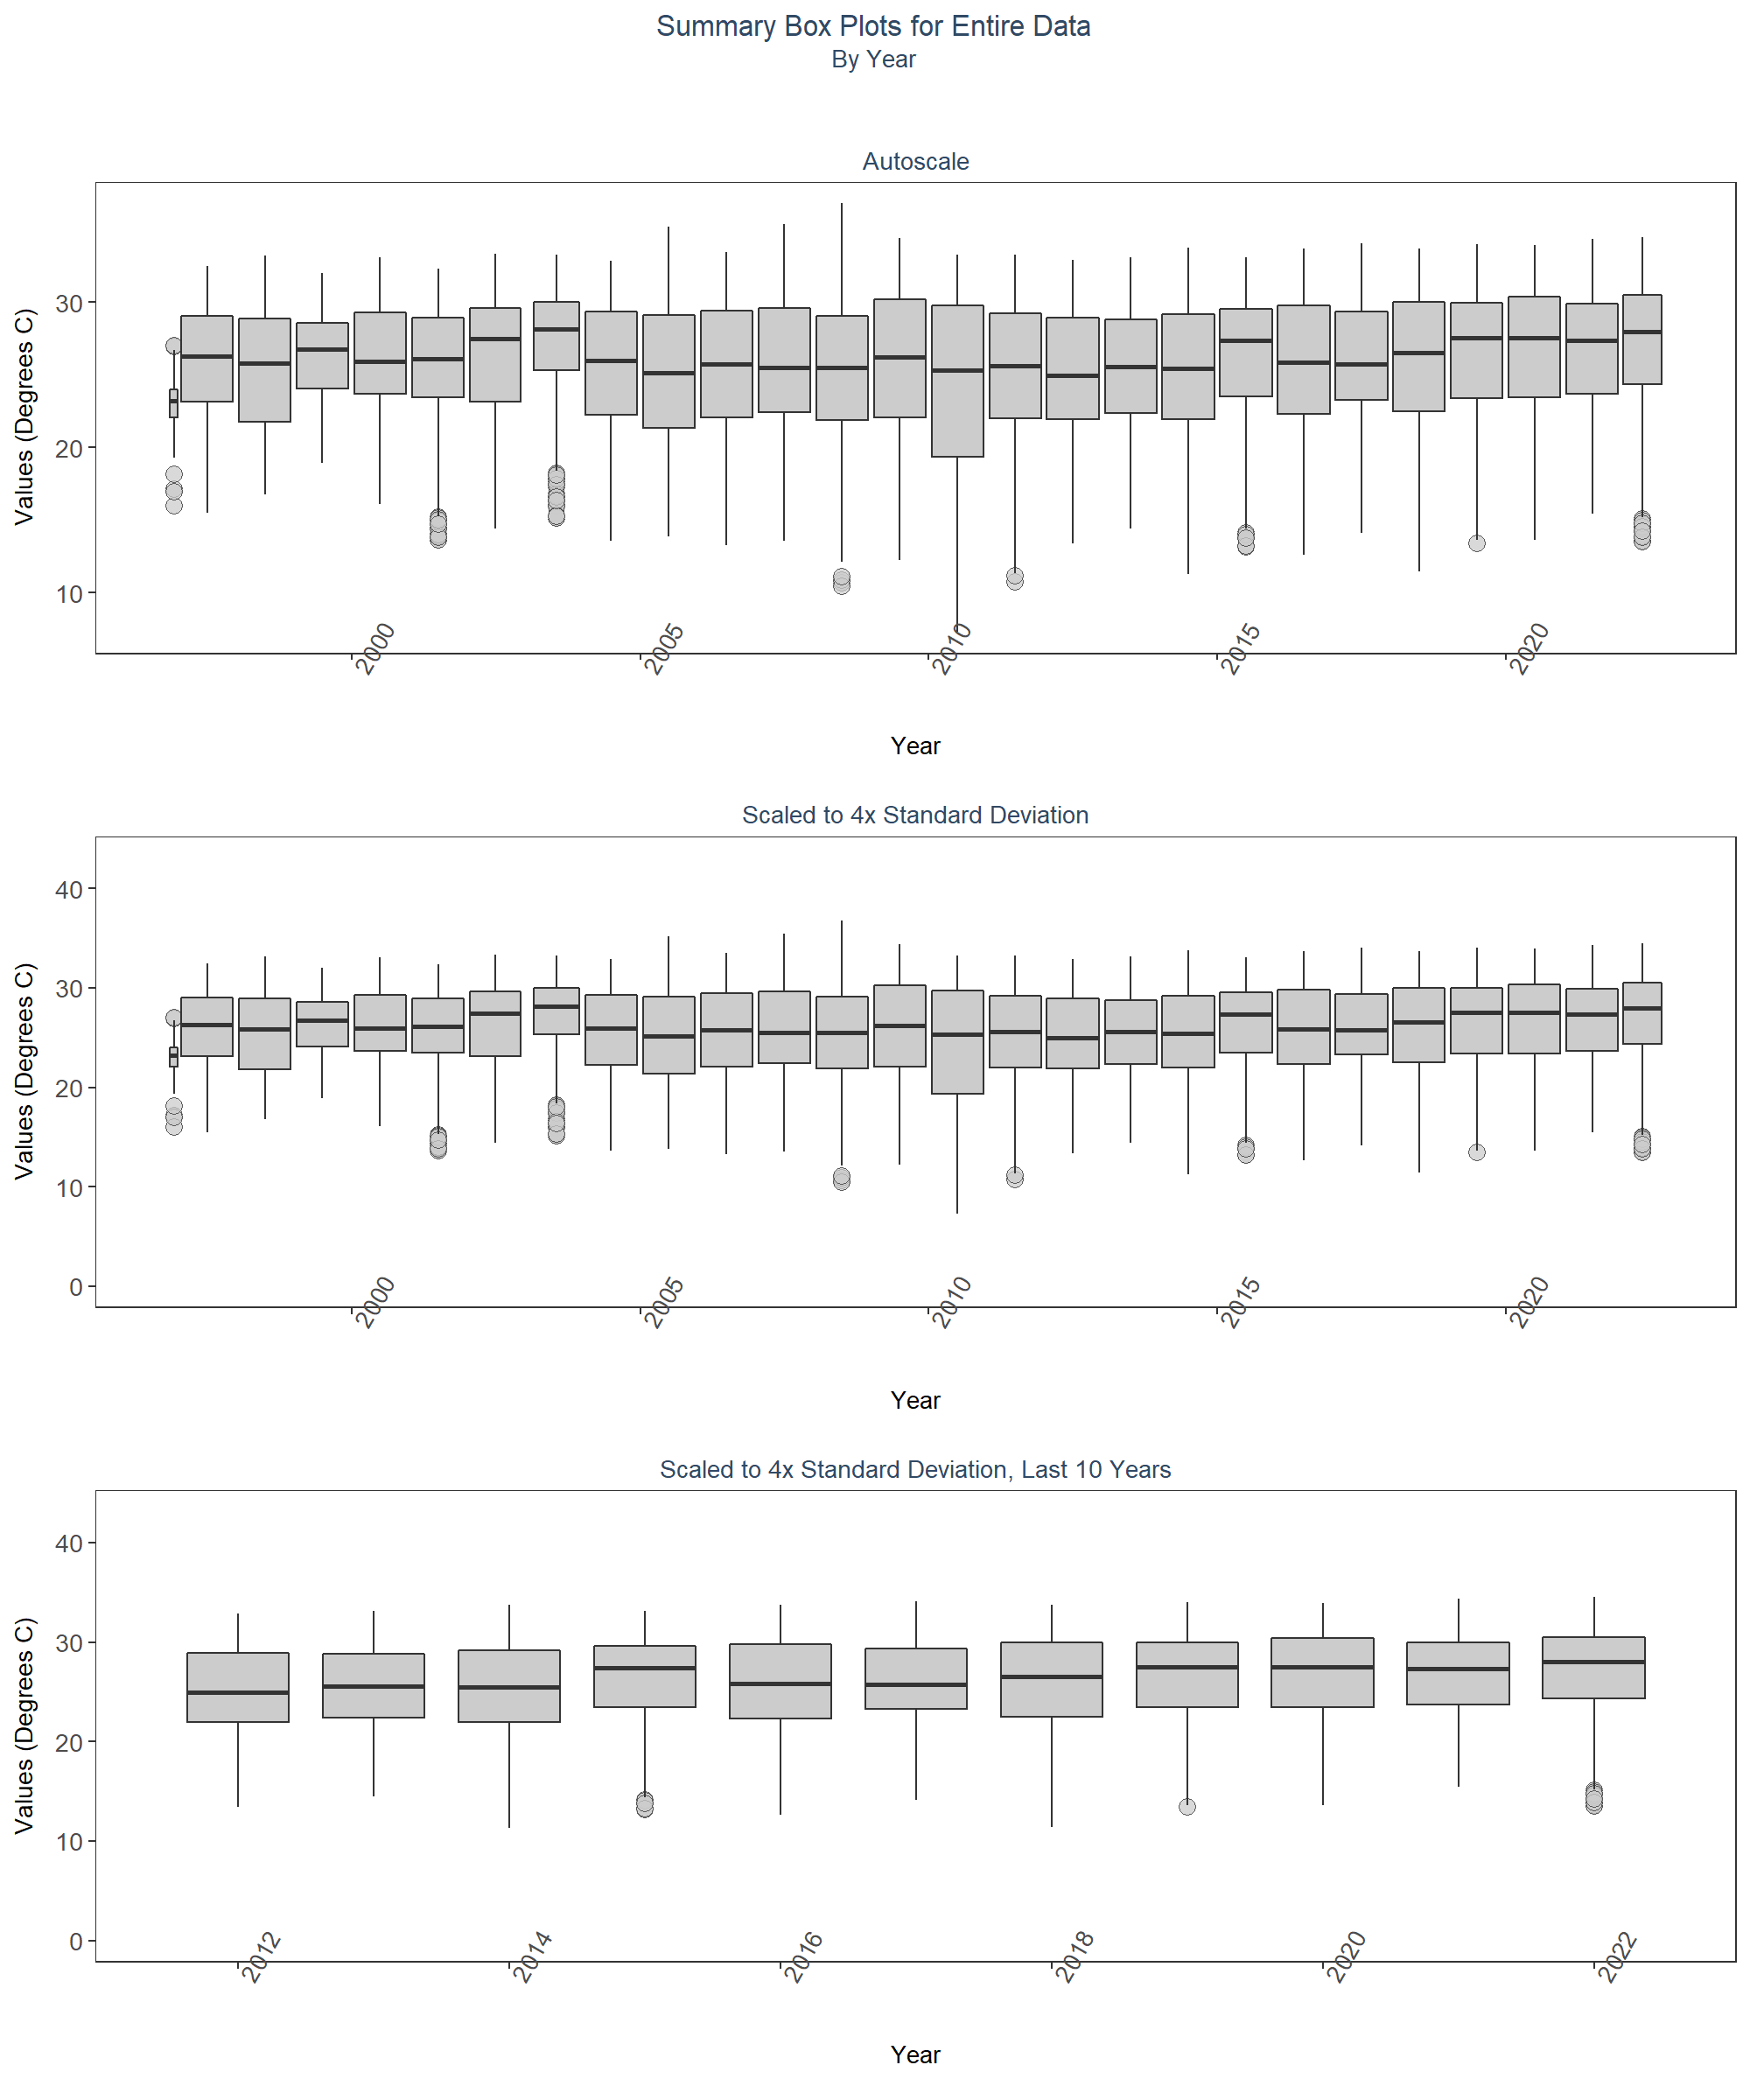 Summary Box Plots for Entire Data
By Year
Autoscale
Values (Degrees C)
30
20
10
2000 2005 2010 2015 2020
Year
Scaled to 4x Standard Deviation
Values (Degrees C)
40
30
20
10
0
2000 2005 2010 2015 2020
Year
Scaled to 4x Standard Deviation, Last 10 Years
Values (Degrees C)
40
30
20
10
0
2012 2014 2016 2018 2020 2022
Year